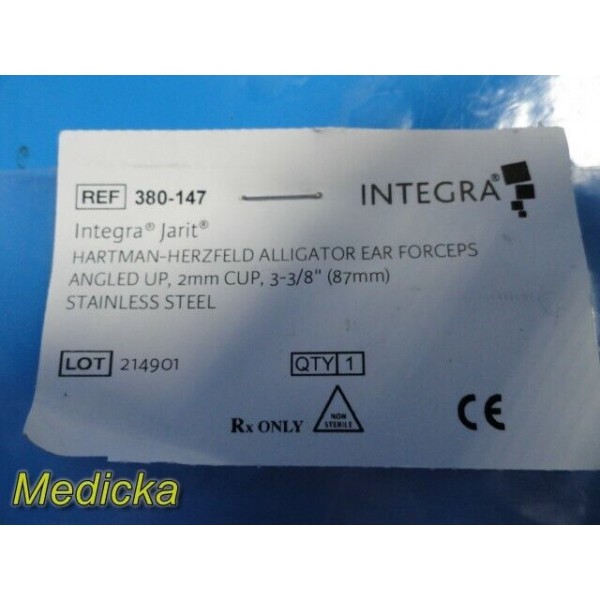 REF 380-147
INTEGRA®
Integra® Jarit®
HARTMAN-HERZFELD ALLIGATOR EAR FORCEPS
ANGLED UP, 2mm CUP, 3-3/8" (87mm)
STAINLESS STEEL
LOT 214901
QTY 1
Rx ONLY
NON STERILE
CE
Medicka